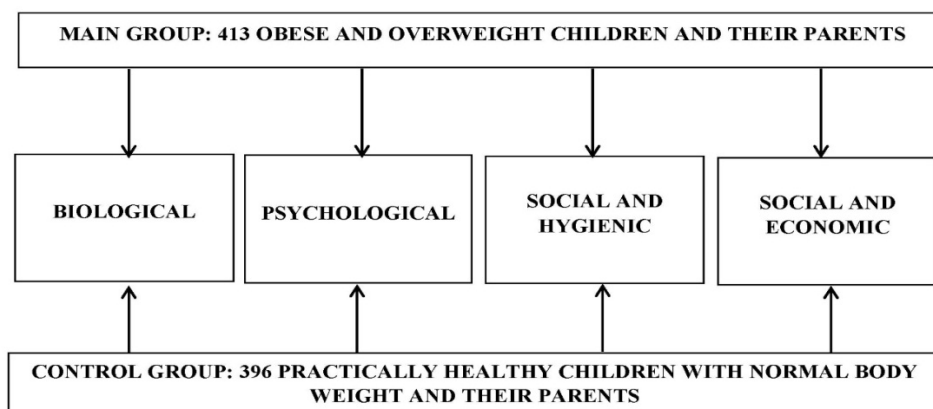 MAIN GROUP: 413 OBESE AND OVERWEIGHT CHILDREN AND THEIR PARENTS
BIOLOGICAL
PSYCHOLOGICAL
SOCIAL AND
HYGIENIC
SOCIAL AND
ECONOMIC
CONTROL GROUP: 396 PRACTICALLY HEALTHY CHILDREN WITH NORMAL BODY
WEIGHT AND THEIR PARENTS